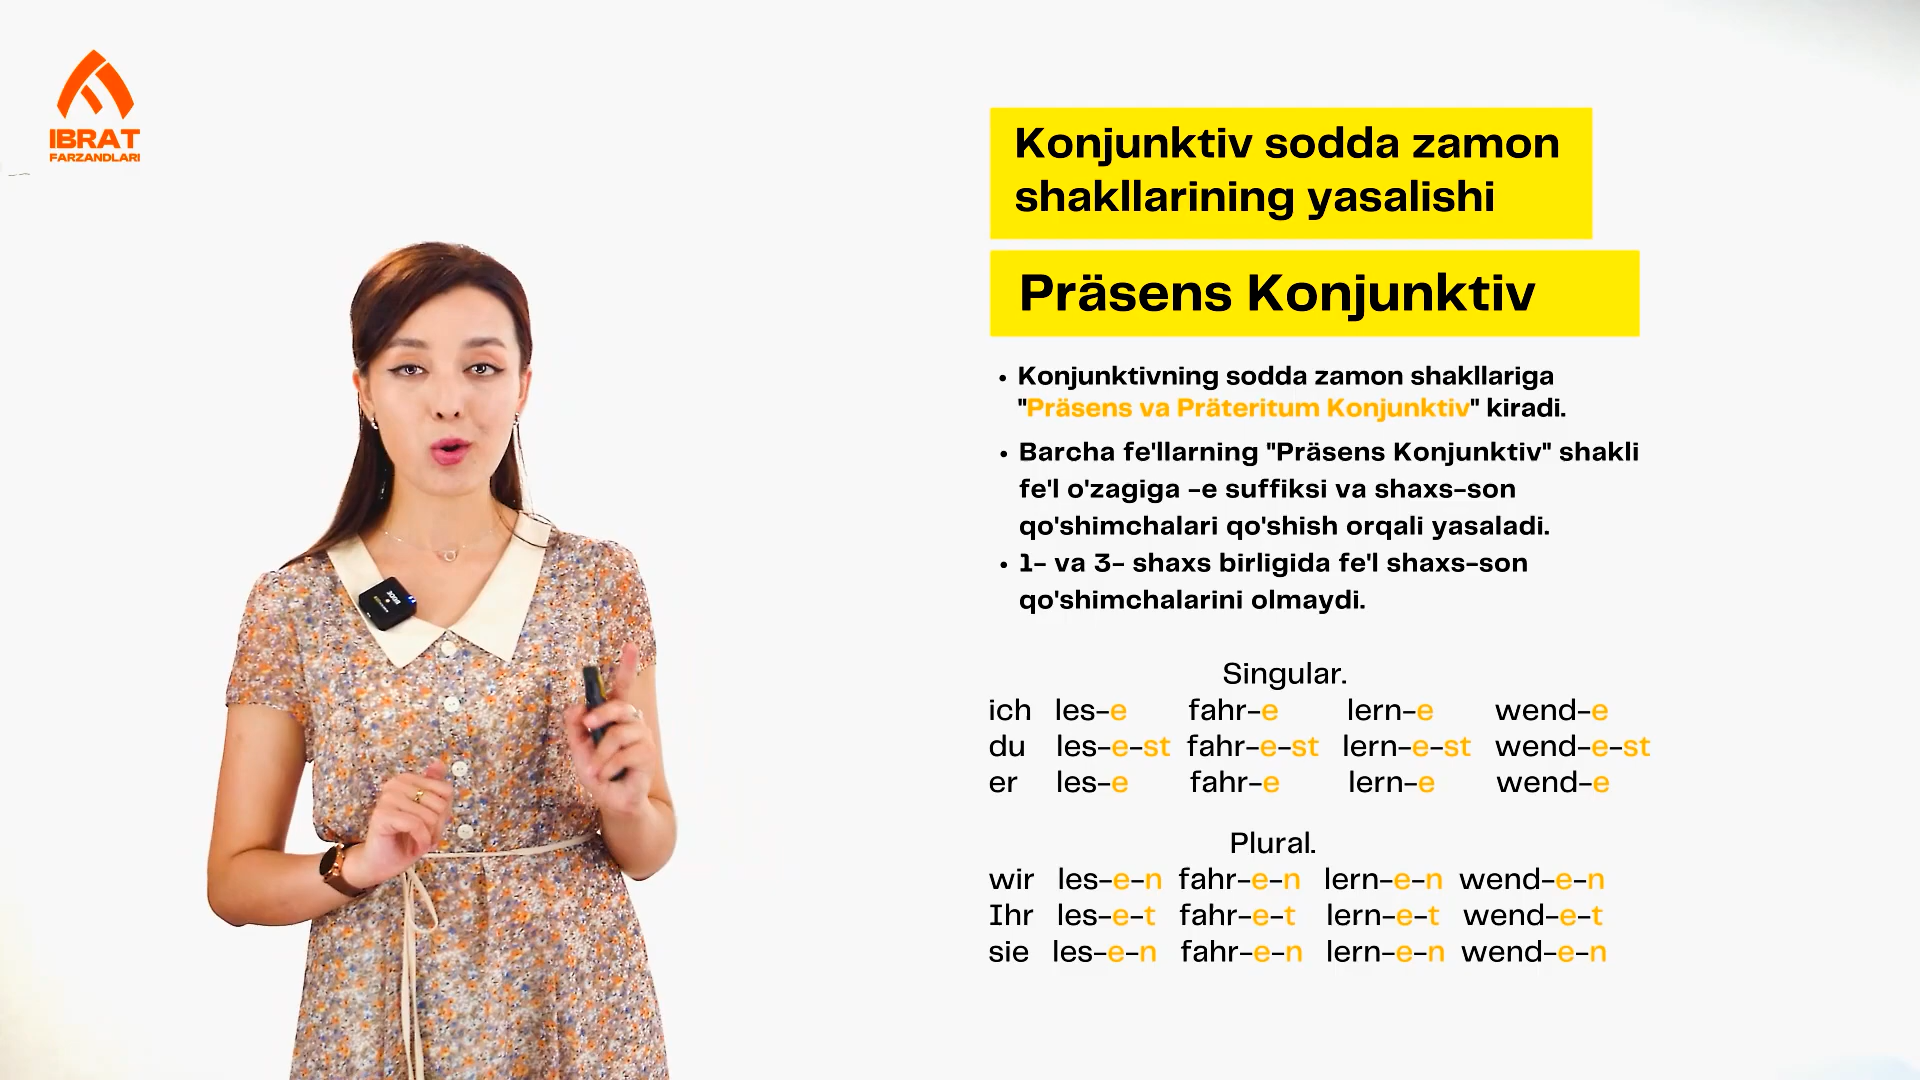 IBRAT
FARZANDLARI
Konjunktiv sodda zamon
shakllarining yasalishi
Präsens Konjunktiv
• Konjunktivning sodda zamon shakllariga
"Präsens va Präteritum Konjunktiv" kiradi.
• Barcha fe'llarning "Präsens Konjunktiv" shakli
fe'l o'zagiga -e suffiksi va shaxs-son
qo'shimchalari qo'shish orqali yasaladi.
• 1- va 3- shaxs birligida fe'l shaxs-son
qo'shimchalarini olmaydi.
Singular.
ich les-e fahr-e lern-e wend-e
du les-e-st fahr-e-st lern-e-st wend-e-st
er les-e fahr-e lern-e wend-e
Plural.
wir les-e-n fahr-e-n lern-e-n wend-e-n
Ihr les-e-t fahr-e-t lern-e-t wend-e-t
sie les-e-n fahr-e-n lern-e-n wend-e-n